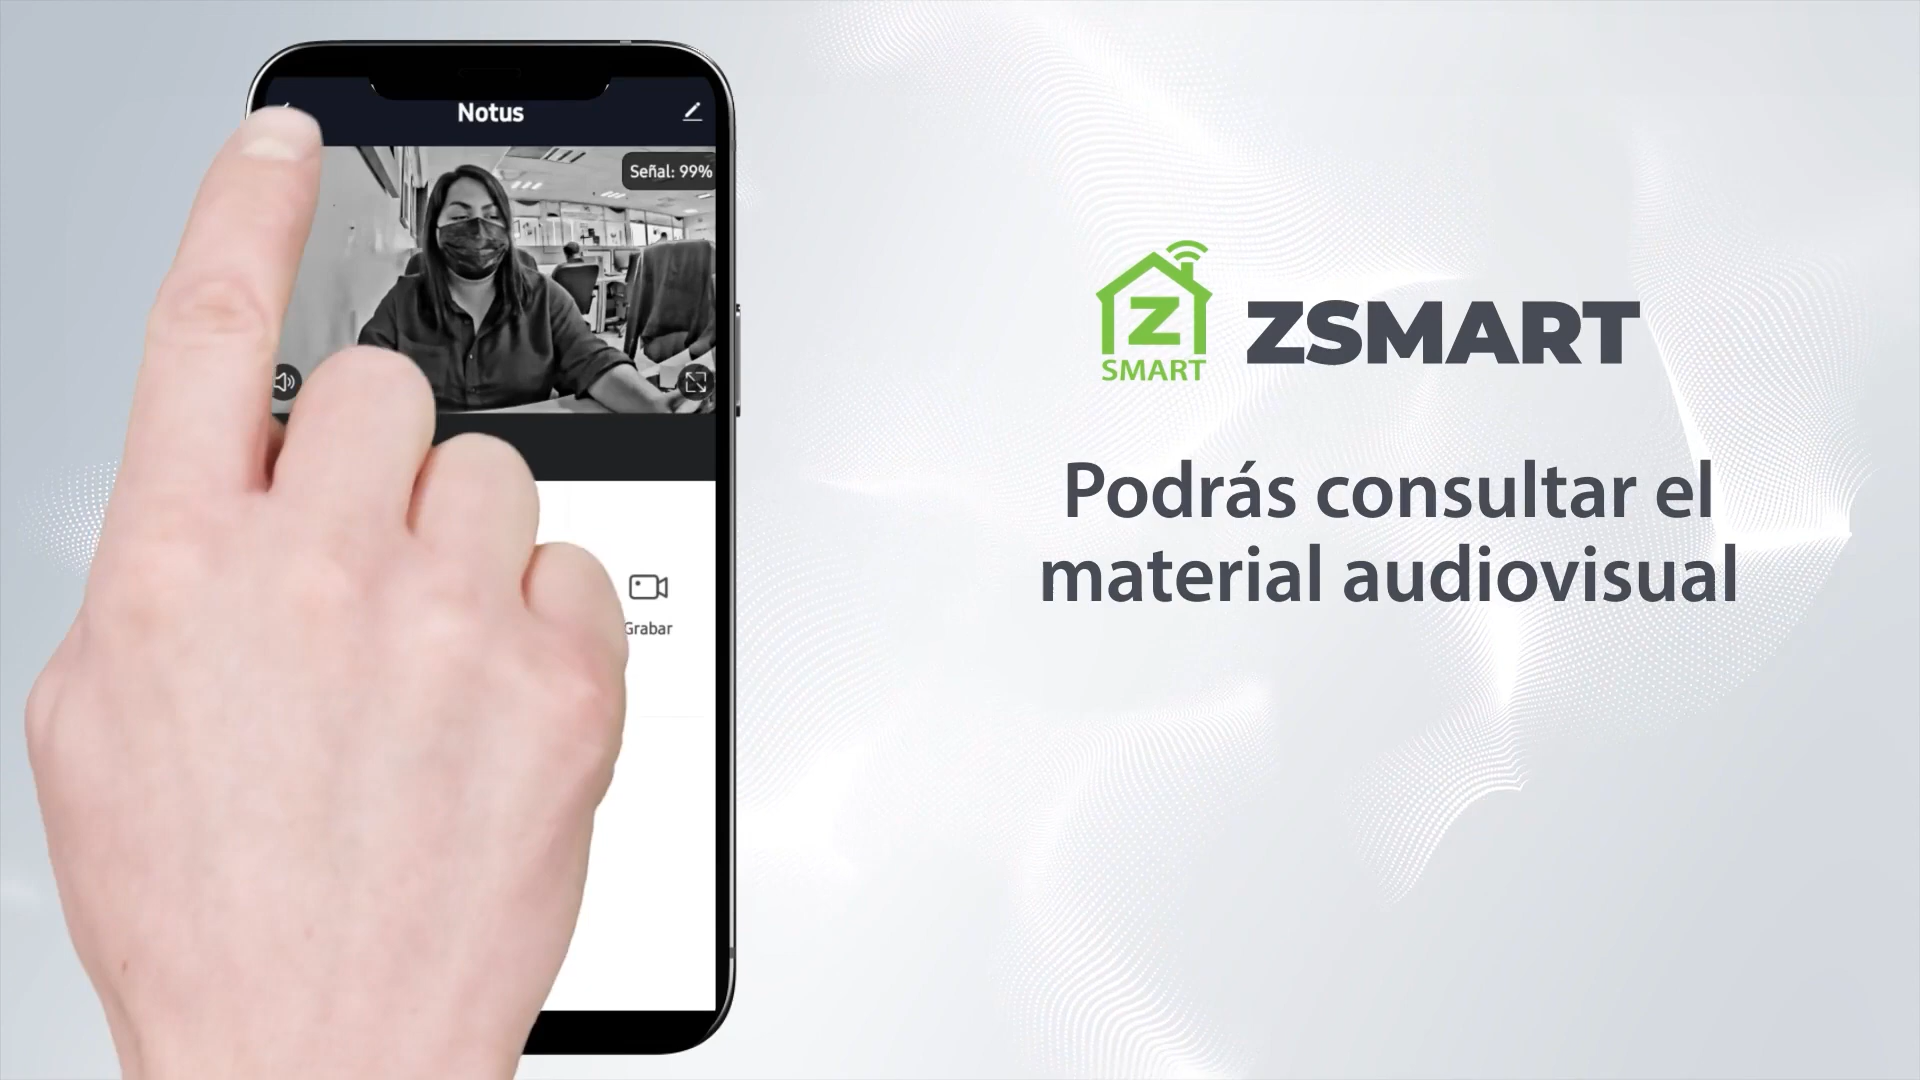 Notus
Señal: 99%
Grabar
Z
SMART
ZSMART
Podrás consultar el
material audiovisual